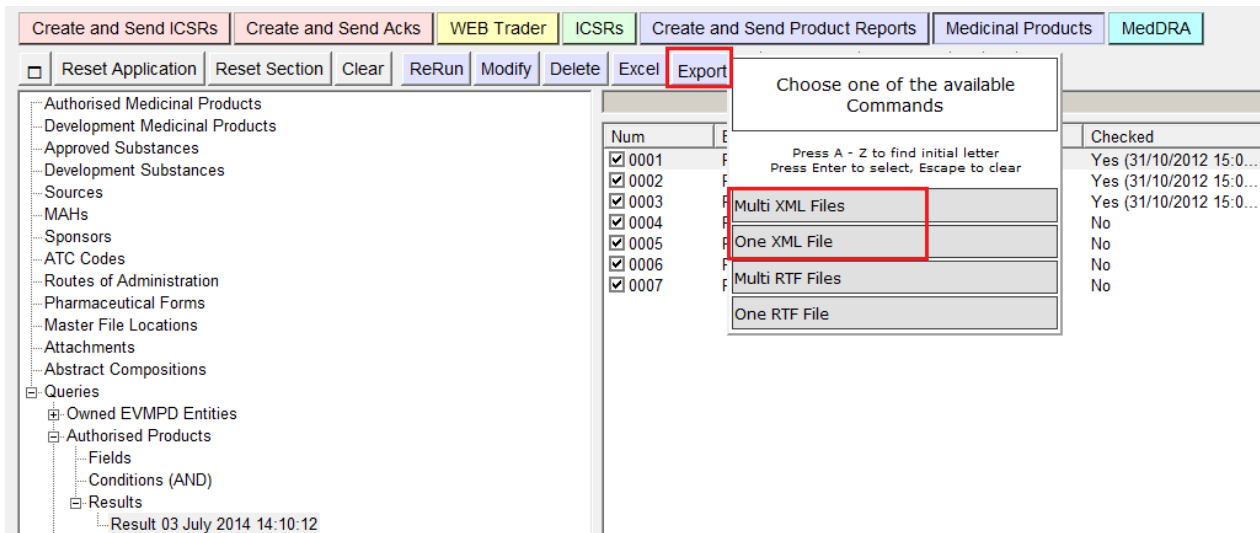 Create and Send ICSRs Create and Send Acks WEB Trader ICSRs Create and Send Product Reports Medicinal Products MedDRA
Reset Application Reset Section Clear ReRun Modify Delete Excel Export
Authorised Medicinal Products
Development Medicinal Products
Approved Substances
Development Substances
Sources
MAHs
Sponsors
ATC Codes
Routes of Administration
Pharmaceutical Forms
Master File Locations
Attachments
Abstract Compositions
Queries
Owned EVMPD Entities
Authorised Products
Fields
Conditions (AND)
Results
Result 03 July 2014 14:10:12
Num Checked
0001 Yes (31/10/2012 15:0...
0002 Yes (31/10/2012 15:0...
0003 Yes (31/10/2012 15:0...
0004 No
0005 No
0006 No
0007 No
Choose one of the available
Commands
Press A - Z to find initial letter
Press Enter to select, Escape to clear
Multi XML Files
One XML File
Multi RTF Files
One RTF File